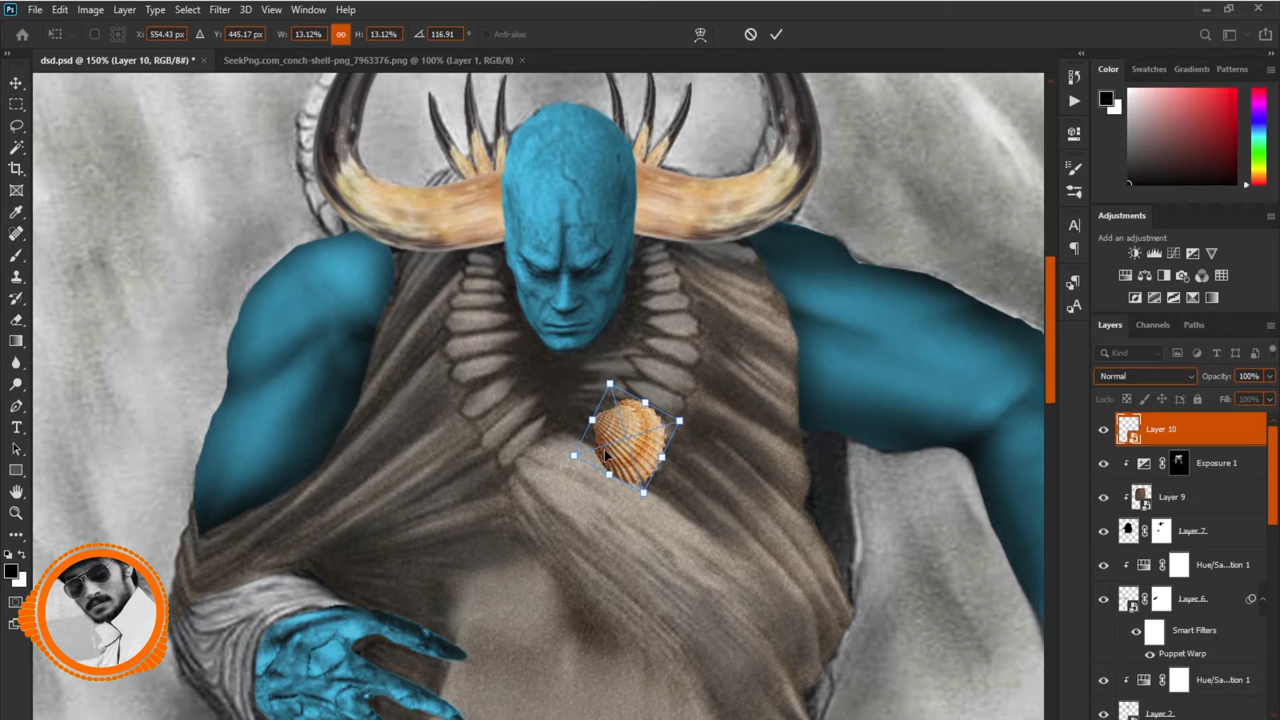 Ps File Edit Image Layer Type Select Filter 3D View Window Help
X: 554.43 px Y: 445.17 px W: 13.12% H: 13.12% 116.91 ° Anti-alias
dsd.psd @ 150% (Layer 10, RGB/8#) * × SeekPng.com_conch-shell-png_7963376.png @ 100% (Layer 1, RGB/8) ×
Color Swatches Gradients Patterns
Adjustments
Add an adjustment
Layers Channels Paths
Kind
Normal Opacity: 100%
Lock: Fill: 100%
Layer 10
Exposure 1
Layer 9
Layer 7
Hue/Sa...tion 1
Layer 6
Smart Filters
Puppet Warp
Hue/Sa...tion 1
Layer 2